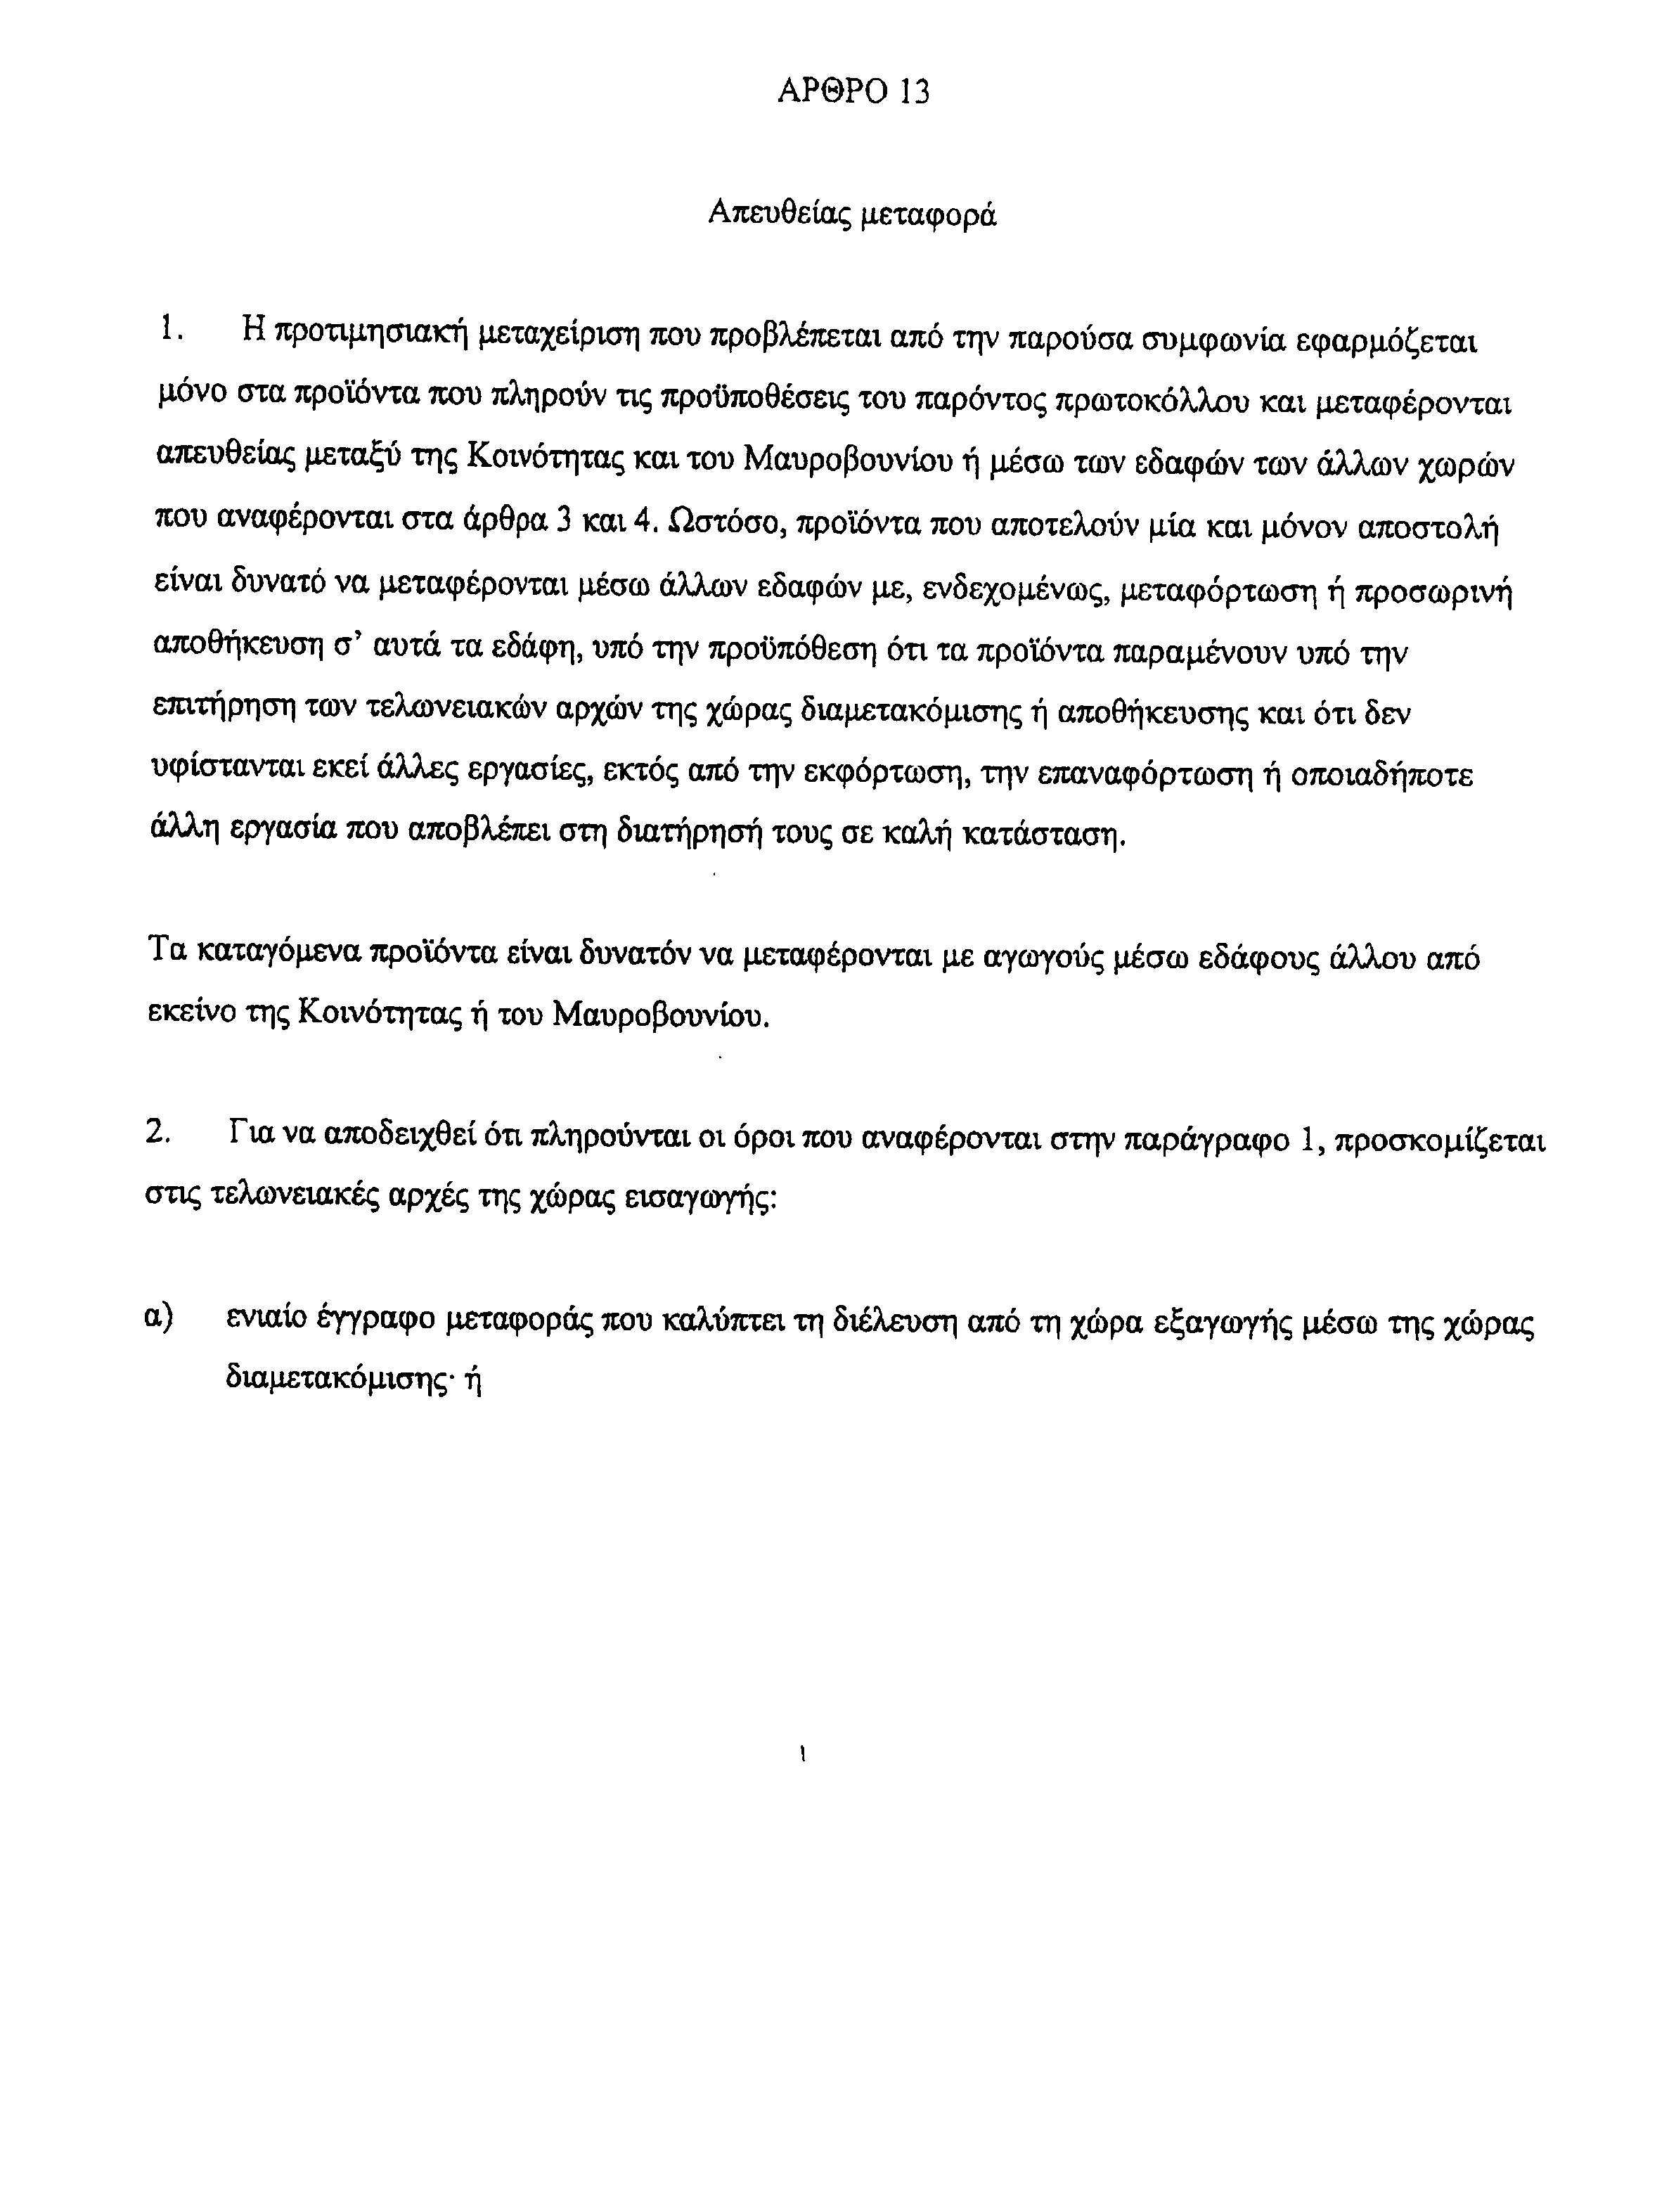 ΑΡΘΡΟ 13
Απευθείας μεταφορά
1. Η προτιμησιακή μεταχείριση που προβλέπεται από την παρούσα συμφωνία εφαρμόζεται
μόνο στα προϊόντα που πληρούν τις προϋποθέσεις του παρόντος πρωτοκόλλου και μεταφέρονται
απευθείας μεταξύ της Κοινότητας και του Μαυροβουνίου ή μέσω των εδαφών των άλλων χωρών
που αναφέρονται στα άρθρα 3 και 4. Ωστόσο, προϊόντα που αποτελούν μία και μόνον αποστολή
είναι δυνατό να μεταφέρονται μέσω άλλων εδαφών με, ενδεχομένως, μεταφόρτωση ή προσωρινή
αποθήκευση σ’ αυτά τα εδάφη, υπό την προϋπόθεση ότι τα προϊόντα παραμένουν υπό την
επιτήρηση των τελωνειακών αρχών της χώρας διαμετακόμισης ή αποθήκευσης και ότι δεν
υφίστανται εκεί άλλες εργασίες, εκτός από την εκφόρτωση, την επαναφόρτωση ή οποιαδήποτε
άλλη εργασία που αποβλέπει στη διατήρησή τους σε καλή κατάσταση.
Τα καταγόμενα προϊόντα είναι δυνατόν να μεταφέρονται με αγωγούς μέσω εδάφους άλλου από
εκείνο της Κοινότητας ή του Μαυροβουνίου.
2. Για να αποδειχθεί ότι πληρούνται οι όροι που αναφέρονται στην παράγραφο 1, προσκομίζεται
στις τελωνειακές αρχές της χώρας εισαγωγής:
α) ενιαίο έγγραφο μεταφοράς που καλύπτει τη διέλευση από τη χώρα εξαγωγής μέσω της χώρας
διαμετακόμισης· ή